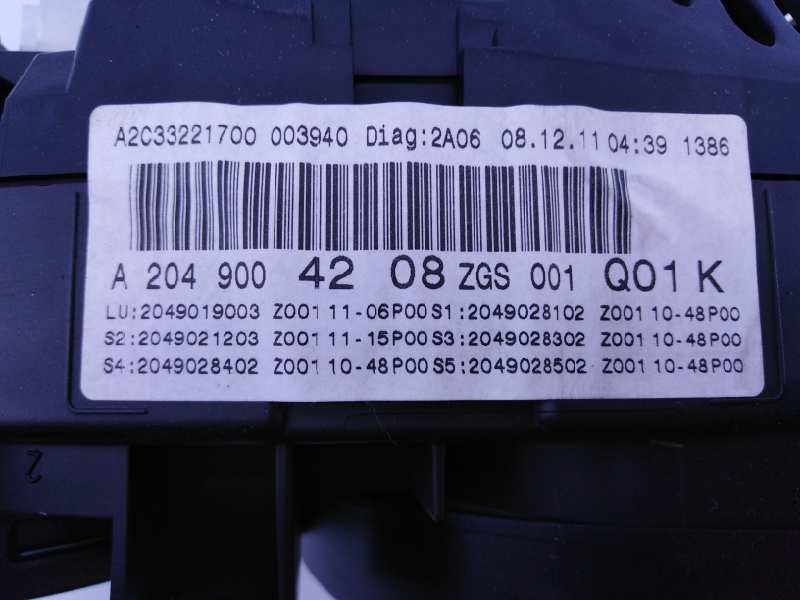 A2C33221700 003940 Diag:2A06 08.12.11 04:39 1386
A 204 900 42 08 ZGS 001 Q01 K
LU:2049019003 Z001 11-06P00 S1:2049028102 Z001 10-48P00
S2:2049021203 Z001 11-15P00 S3:2049028302 Z001 10-48P00
S4:2049028402 Z001 10-48P00 S5:2049028502 Z001 10-48P00
2